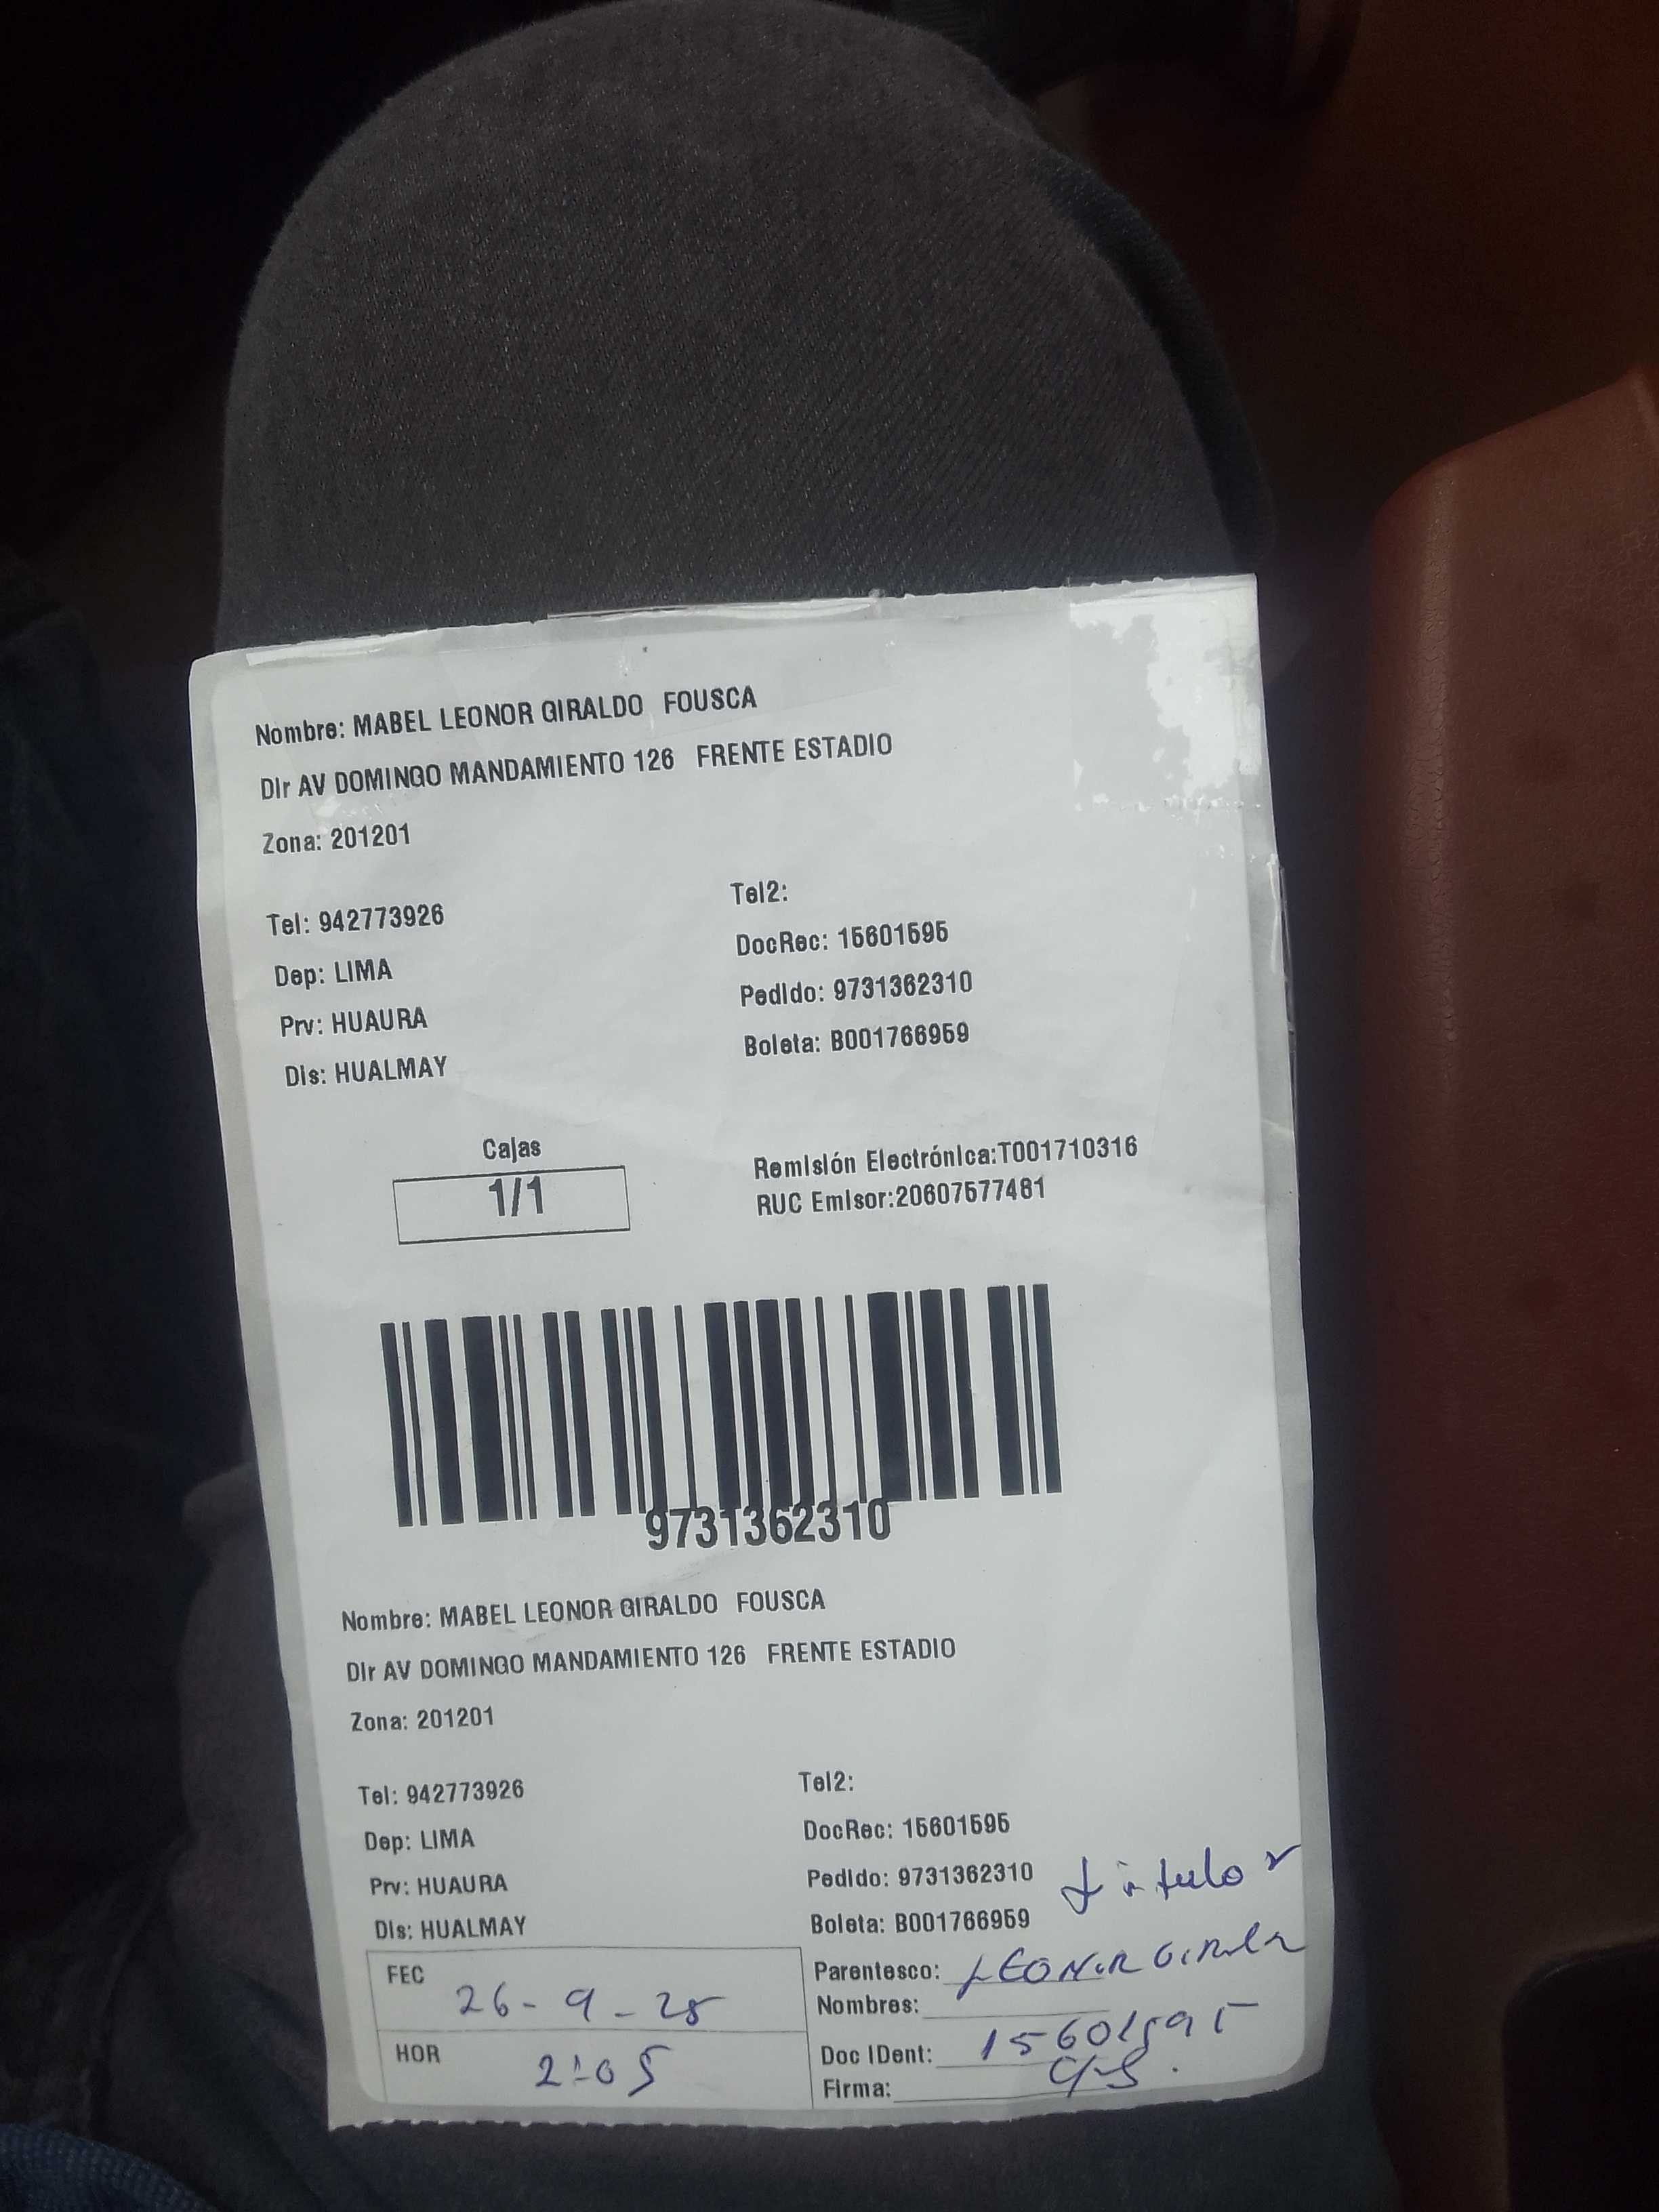 Nombre: MABEL LEONOR GIRALDO FOUSCA
Dir AV DOMINGO MANDAMIENTO 126 FRENTE ESTADIO
Zona: 201201
Tel: 942773926
Dep: LIMA
Prv: HUAURA
Dis: HUALMAY
Tel2:
DocRec: 15601595
Pedido: 9731362310
Boleta: B001766959
Cajas
1/1
Remisión Electrónica:T001710316
RUC Emisor:20607577481
9731362310
Nombre: MABEL LEONOR GIRALDO FOUSCA
Dir AV DOMINGO MANDAMIENTO 126 FRENTE ESTADIO
Zona: 201201
Tel: 942773926
Dep: LIMA
Prv: HUAURA
Dis: HUALMAY
Tel2:
DocRec: 15601595
Pedido: 9731362310 titular
Boleta: B001766959
FEC 26-9-25
HOR 2:05
Parentesco: LEONOR
Nombres:
Doc IDent: 15601595
Firma: